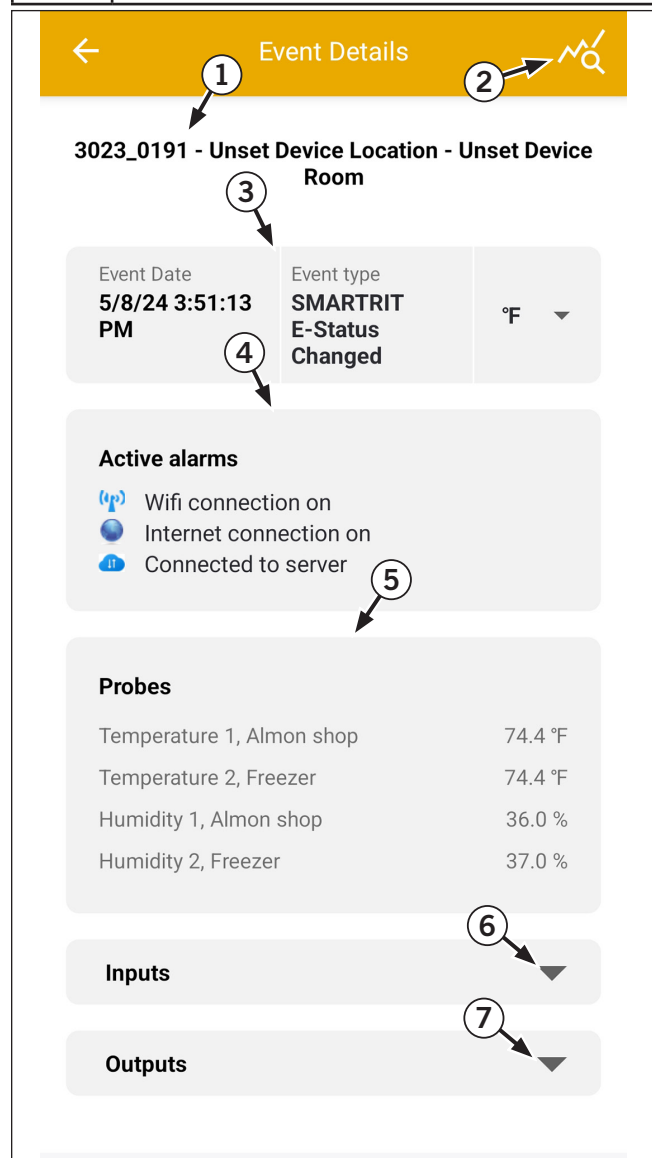 Event Details
1
2
3023_0191 - Unset Device Location - Unset Device
Room
3
Event Date
5/8/24 3:51:13
PM
Event type
SMARTRIT
E-Status
Changed
°F
4
Active alarms
Wifi connection on
Internet connection on
Connected to server
5
Probes
Temperature 1, Almon shop 74.4 °F
Temperature 2, Freezer 74.4 °F
Humidity 1, Almon shop 36.0 %
Humidity 2, Freezer 37.0 %
6
Inputs
7
Outputs